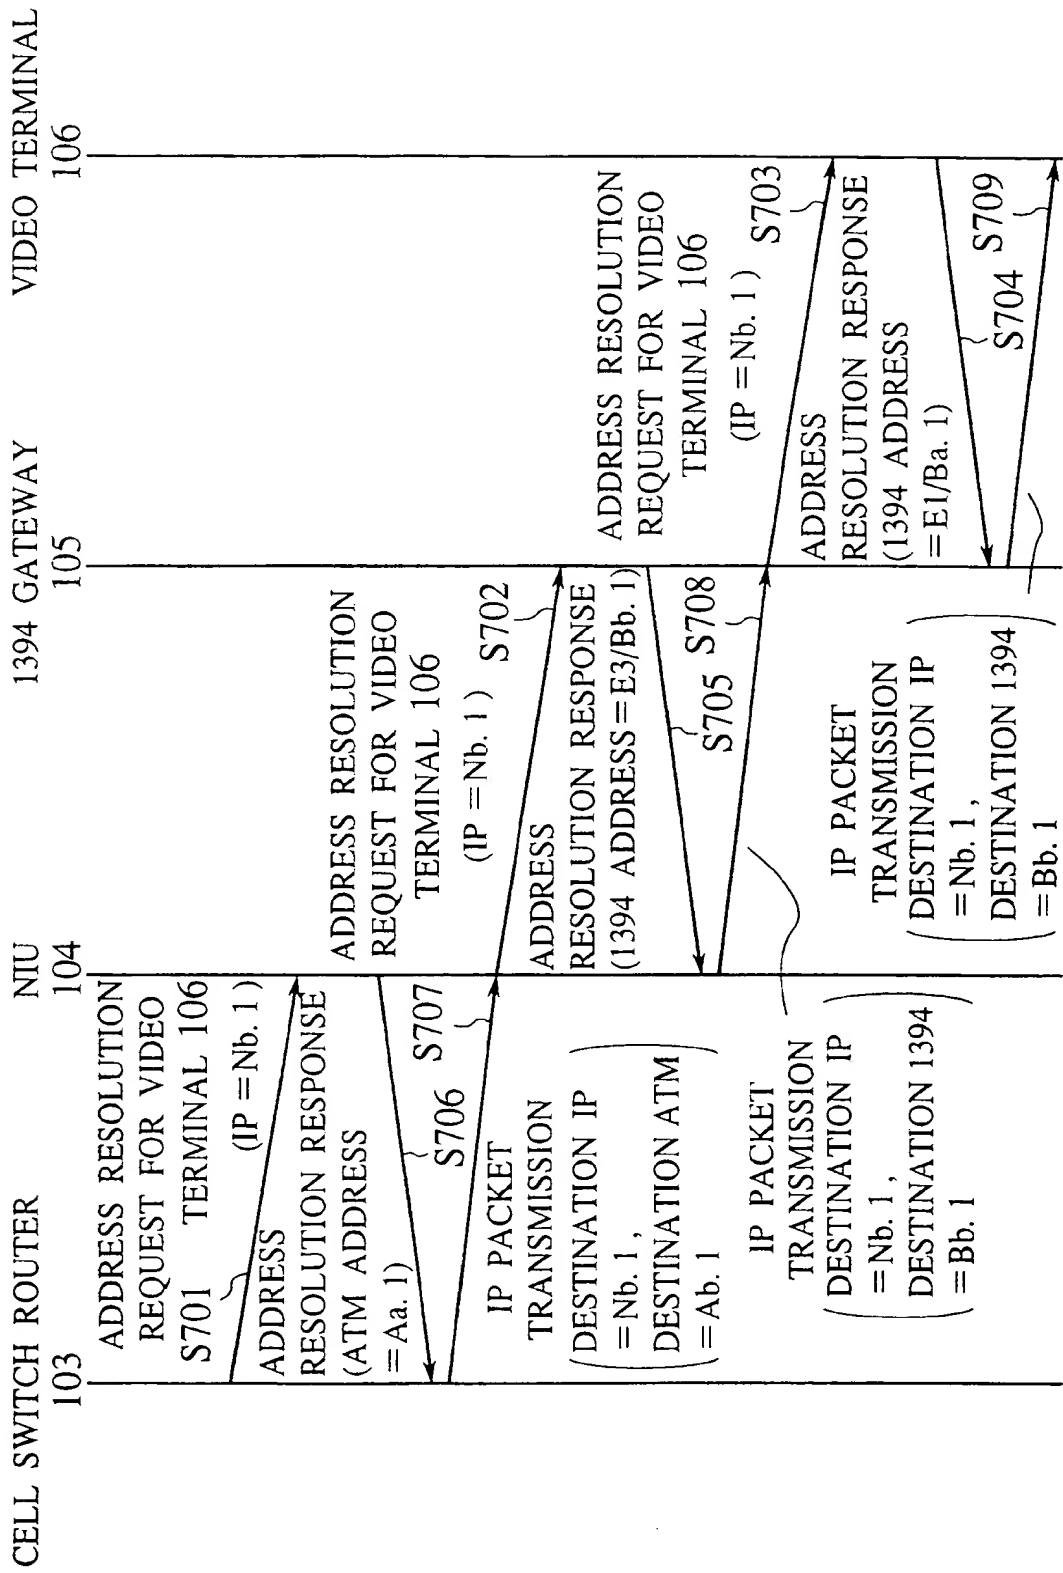 CELL SWITCH ROUTER
103
NIU
104
1394 GATEWAY
105
VIDEO TERMINAL
106
ADDRESS RESOLUTION
REQUEST FOR VIDEO
S701 TERMINAL 106
(IP=Nb. 1)
ADDRESS
RESOLUTION RESPONSE
(ATM ADDRESS
=Aa. 1)
S706
S707
IP PACKET
TRANSMISSION
(DESTINATION IP
=Nb. 1,
DESTINATION ATM
=Ab. 1)
ADDRESS RESOLUTION
REQUEST FOR VIDEO
TERMINAL 106
(IP=Nb. 1)
S702
ADDRESS
RESOLUTION RESPONSE
(1394 ADDRESS=E3/Bb. 1)
S705
S708
IP PACKET
TRANSMISSION
(DESTINATION IP
=Nb. 1,
DESTINATION 1394
=Bb. 1)
ADDRESS RESOLUTION
REQUEST FOR VIDEO
TERMINAL 106
(IP=Nb. 1)
S703
ADDRESS
RESOLUTION RESPONSE
(1394 ADDRESS
=E1/Ba. 1)
S704
S709
IP PACKET
TRANSMISSION
(DESTINATION IP
=Nb. 1,
DESTINATION 1394
=Bb. 1)